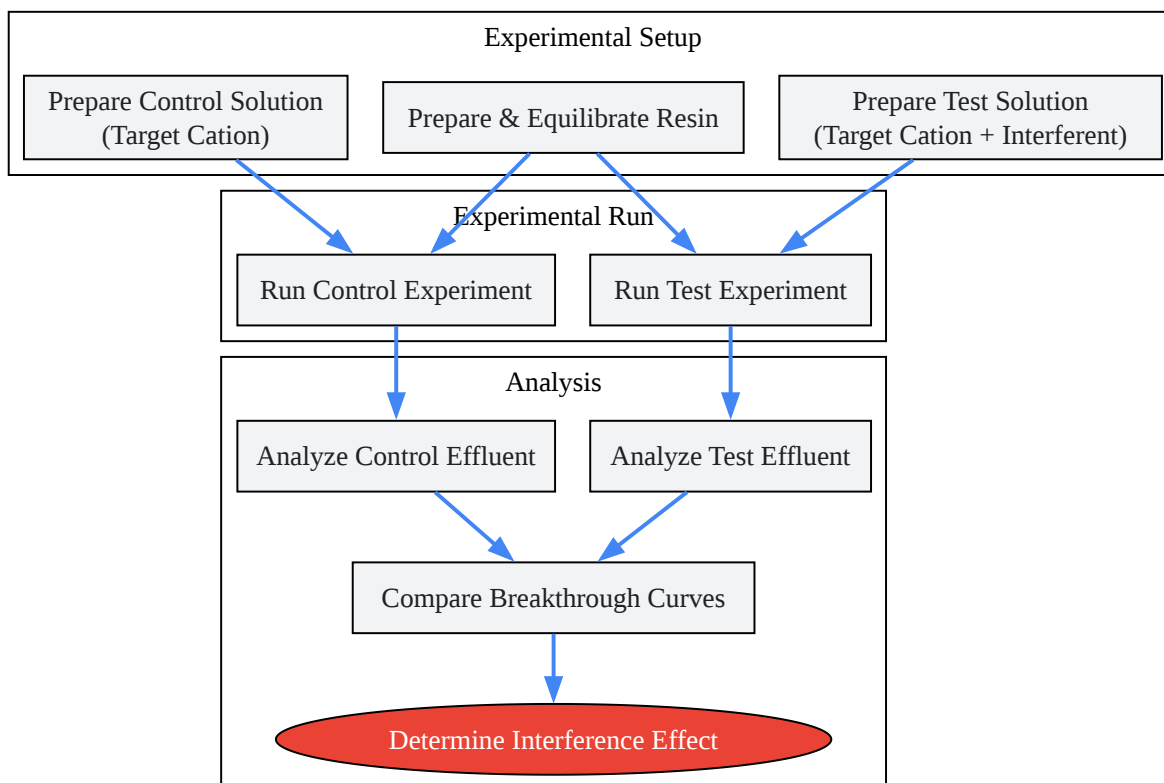 Experimental Setup
Prepare Control Solution
(Target Cation)
Prepare & Equilibrate Resin
Prepare Test Solution
(Target Cation + Interferent)
Experimental Run
Run Control Experiment
Run Test Experiment
Analysis
Analyze Control Effluent
Analyze Test Effluent
Compare Breakthrough Curves
Determine Interference Effect